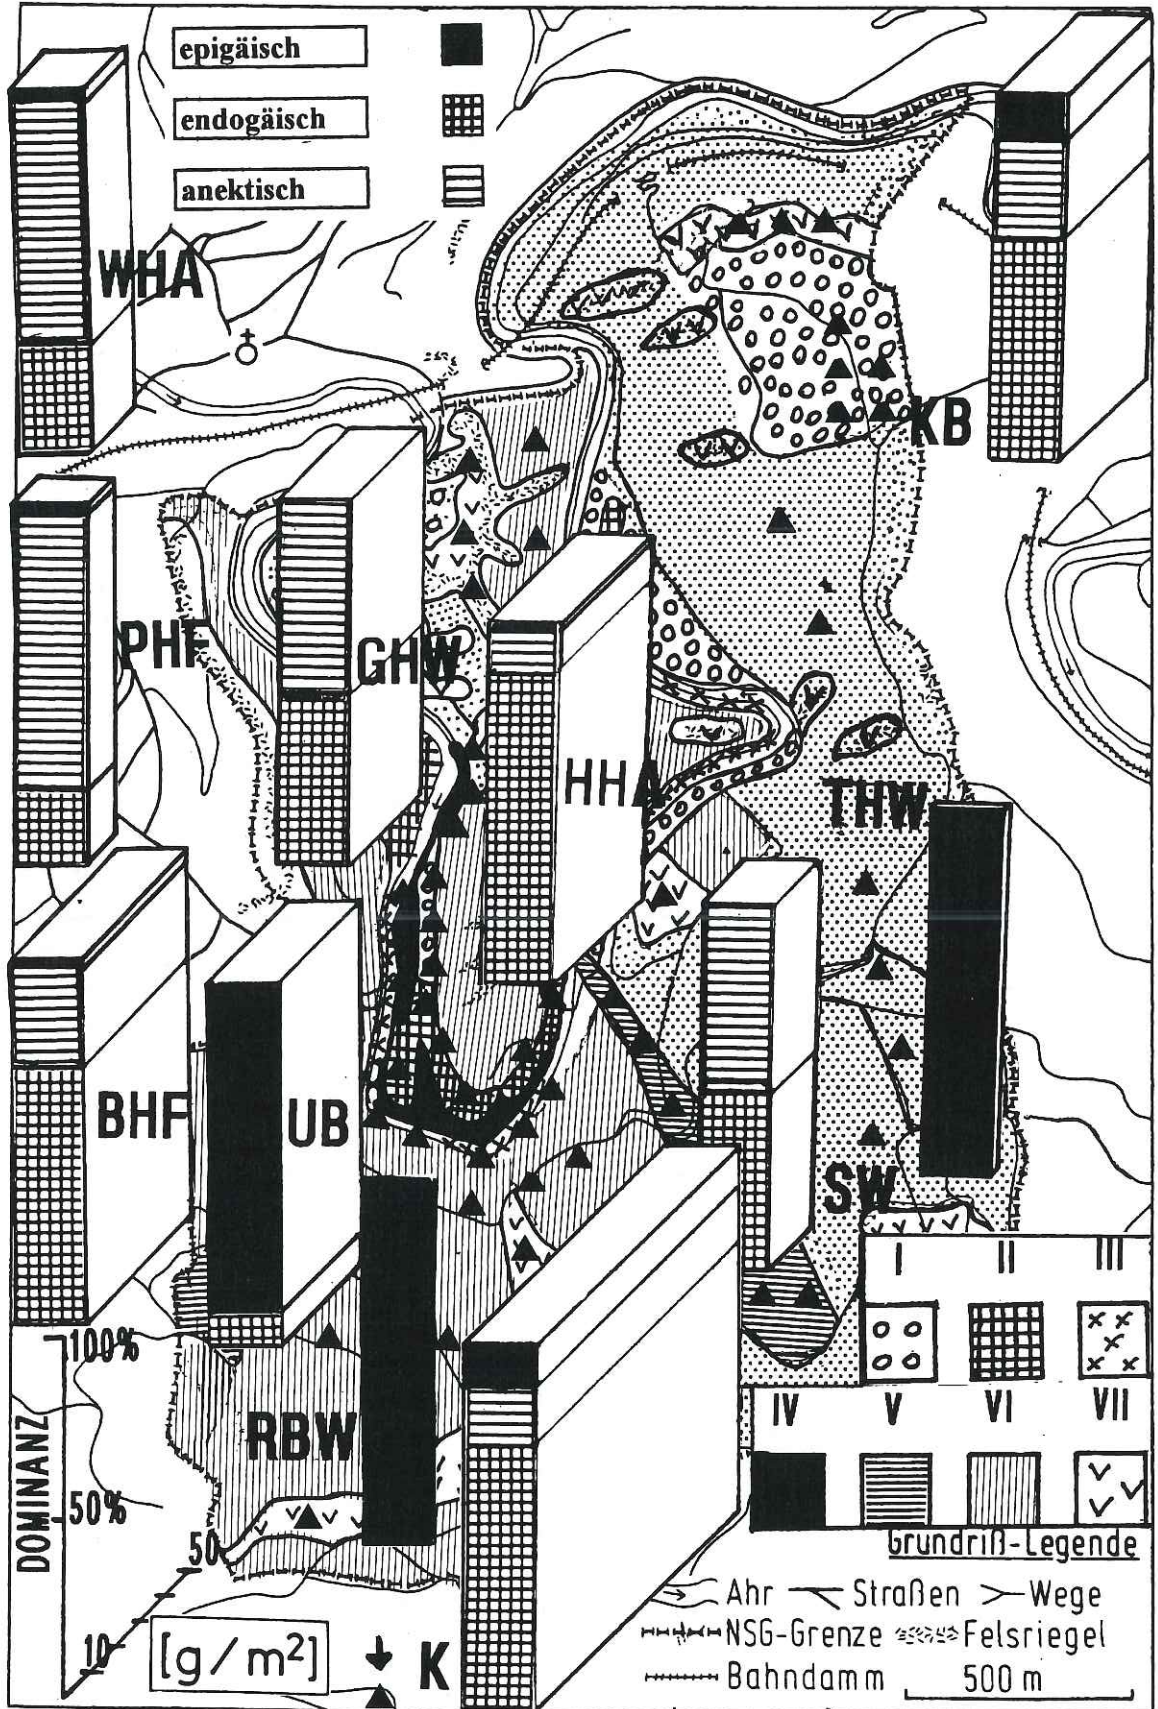 epigäisch
endogäisch
anektisch
WHA
KB
PHF
GHW
HHA
THW
BHF
UB
SW
I II III
100%
IV V VI VII
RBW
DOMINANZ
50%
50
Grundriß-Legende
Ahr Straßen Wege
10
[g/m²]
K
NSG-Grenze Felsriegel
Bahndamm 500 m